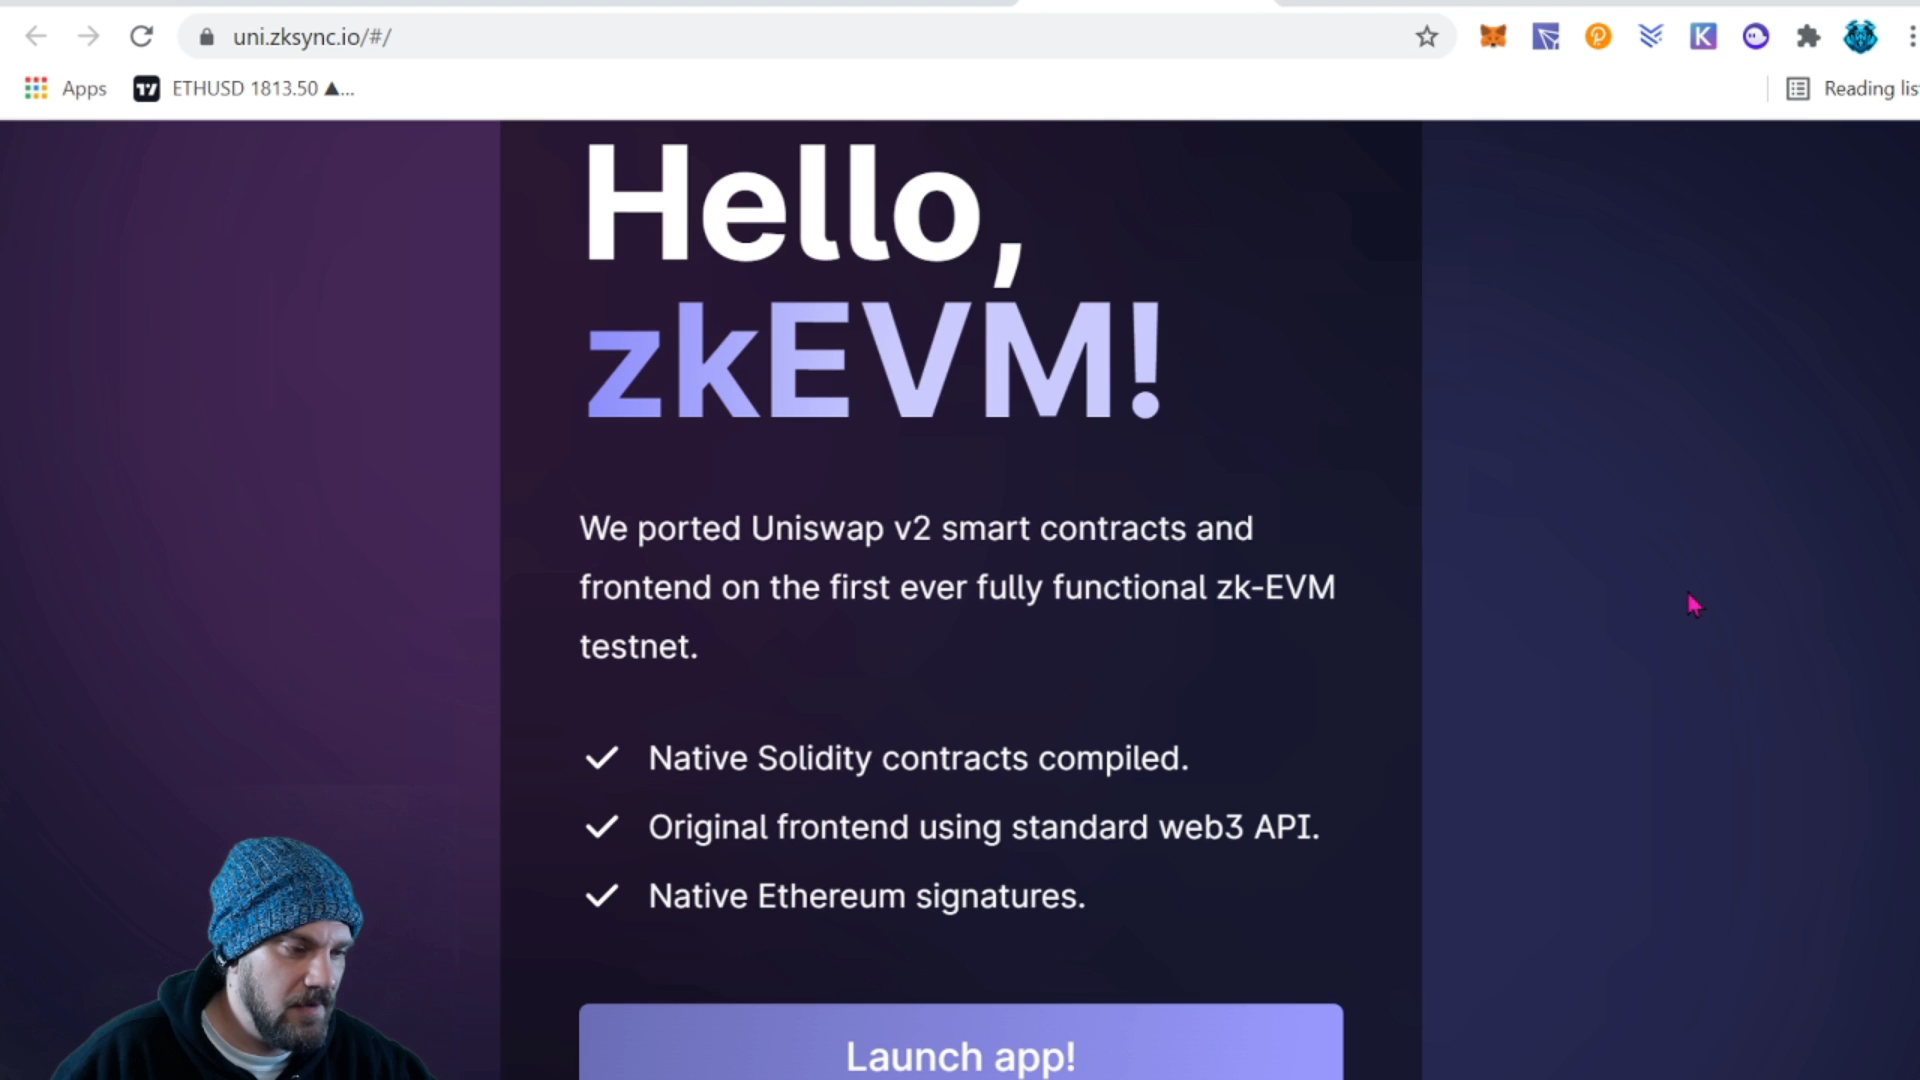 uni.zksync.io/#/
Apps
ETHUSD 1813.50 ▲...
Reading lis
Hello,
zkEVM!
We ported Uniswap v2 smart contracts and
frontend on the first ever fully functional zk-EVM
testnet.
Native Solidity contracts compiled.
Original frontend using standard web3 API.
Native Ethereum signatures.
Launch app!